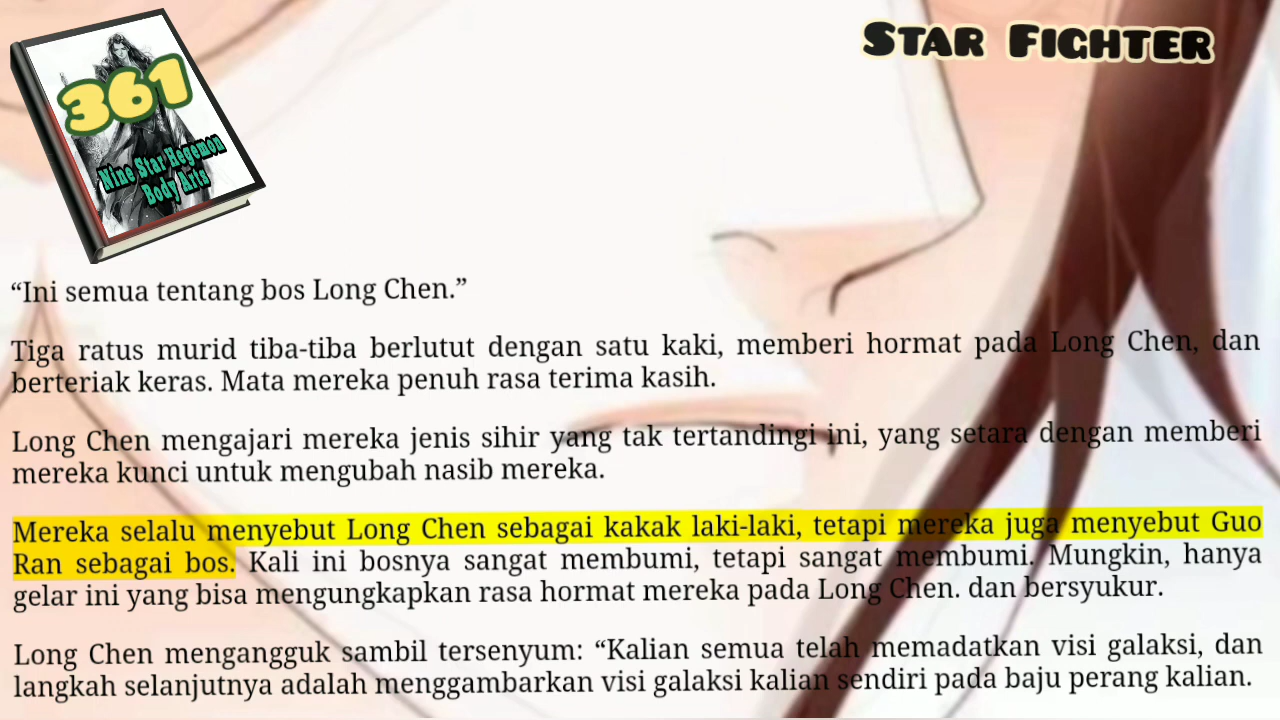 STAR FIGHTER
361
Nine Star Hegemon
Body Arts
“Ini semua tentang bos Long Chen.”
Tiga ratus murid tiba-tiba berlutut dengan satu kaki, memberi hormat pada Long Chen, dan
berteriak keras. Mata mereka penuh rasa terima kasih.
Long Chen mengajari mereka jenis sihir yang tak tertandingi ini, yang setara dengan memberi
mereka kunci untuk mengubah nasib mereka.
Mereka selalu menyebut Long Chen sebagai kakak laki-laki, tetapi mereka juga menyebut Guo
Ran sebagai bos. Kali ini bosnya sangat membumi, tetapi sangat membumi. Mungkin, hanya
gelar ini yang bisa mengungkapkan rasa hormat mereka pada Long Chen. dan bersyukur.
Long Chen mengangguk sambil tersenyum: “Kalian semua telah memadatkan visi galaksi, dan
langkah selanjutnya adalah menggambarkan visi galaksi kalian sendiri pada baju perang kalian.